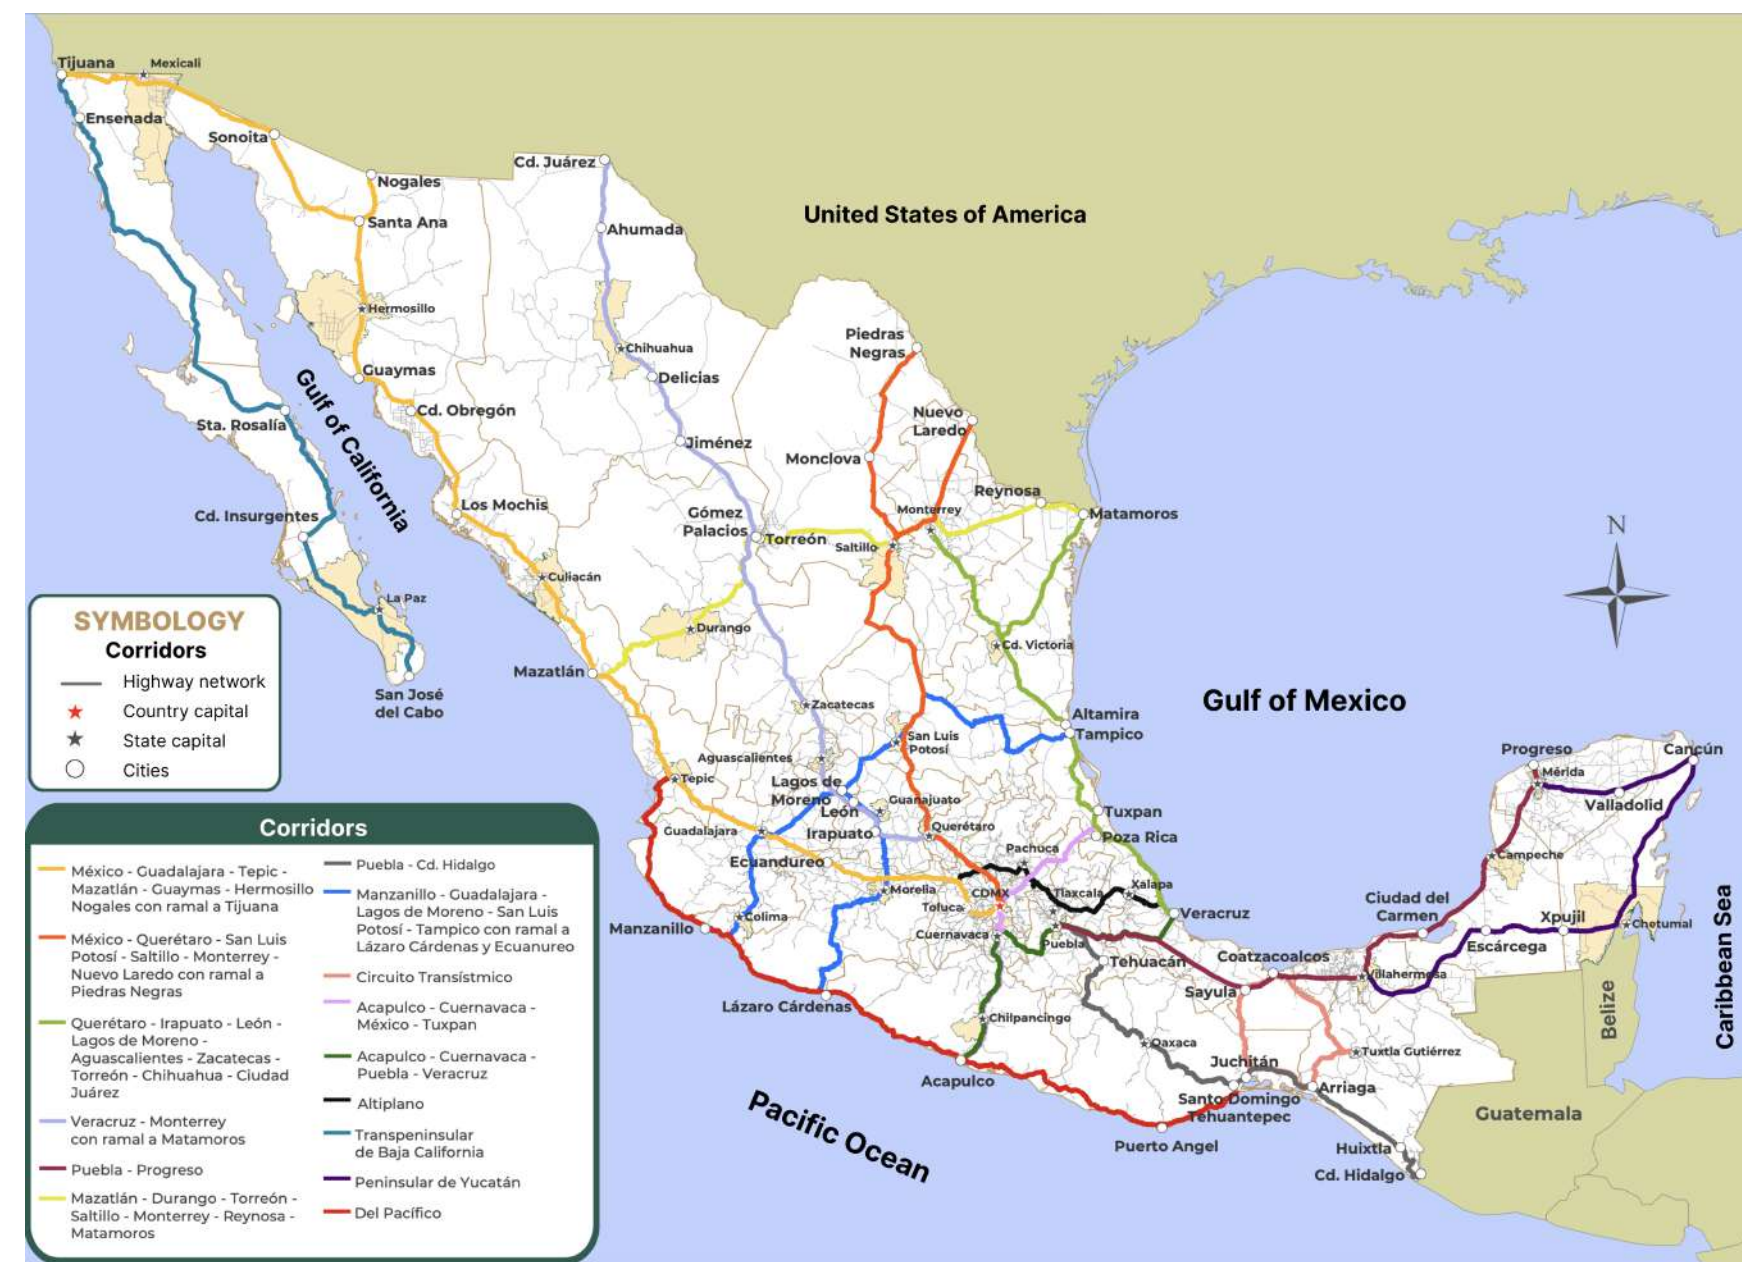 Tijuana
Mexicali
Ensenada
Sonoita
Nogales
Santa Ana
Cd. Juárez
Ahumada
United States of America
Hermosillo
Chihuahua
Delicias
Guaymas
Cd. Obregón
Gulf of California
Sta. Rosalía
Jiménez
Piedras
Negras
Nuevo
Laredo
Monclova
Reynosa
Monterrey
Matamoros
Los Mochis
Cd. Insurgentes
Gómez
Palacios
Torreón
Saltillo
Culiacán
La Paz
Durango
Cd. Victoria
Mazatlán
San José
del Cabo
N
Gulf of Mexico
Zacatecas
Altamira
Tampico
San Luis
Potosí
Aguascalientes
Tepic
Lagos de
Moreno
León
Guanajuato
Guadalajara
Irapuato
Querétaro
Tuxpan
Poza Rica
Pachuca
Ecuandureo
Morelia
CDMX
Tlaxcala
Xalapa
Toluca
Colima
Manzanillo
Cuernavaca
Puebla
Veracruz
Tehuacán
Lázaro Cárdenas
Chilpancingo
Acapulco
Oaxaca
Coatzacoalcos
Sayula
Villahermosa
Ciudad del
Carmen
Progreso
Mérida
Cancún
Valladolid
Campeche
Xpujil
Escárcega
Chetumal
Caribbean Sea
Belize
Juchitán
Tuxtla Gutiérrez
Arriaga
Santo Domingo
Tehuantepec
Puerto Angel
Guatemala
Huixtla
Cd. Hidalgo
Pacific Ocean
SYMBOLOGY
Corridors
Highway network
Country capital
State capital
Cities
Corridors
México - Guadalajara - Tepic -
Mazatlán - Guaymas - Hermosillo
Nogales con ramal a Tijuana
México - Querétaro - San Luis
Potosí - Saltillo - Monterrey -
Nuevo Laredo con ramal a
Piedras Negras
Querétaro - Irapuato - León -
Lagos de Moreno -
Aguascalientes - Zacatecas -
Torreón - Chihuahua - Ciudad
Juárez
Veracruz - Monterrey
con ramal a Matamoros
Puebla - Progreso
Mazatlán - Durango - Torreón -
Saltillo - Monterrey - Reynosa -
Matamoros
Puebla - Cd. Hidalgo
Manzanillo - Guadalajara -
Lagos de Moreno - San Luis
Potosí - Tampico con ramal a
Lázaro Cárdenas y Ecuanureo
Circuito Transístmico
Acapulco - Cuernavaca -
México - Tuxpan
Acapulco - Cuernavaca -
Puebla - Veracruz
Altiplano
Transpeninsular
de Baja California
Peninsular de Yucatán
Del Pacífico